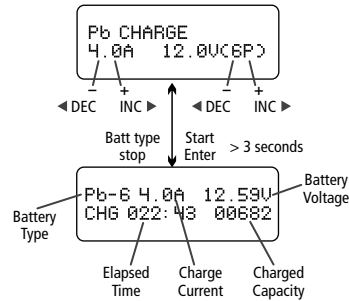 Pb CHARGE
4.0A 12.0V(6P)
– + – +
◄DEC INC► ◄DEC INC►
Batt type stop
Start Enter > 3 seconds
Pb-6 4.0A 12.59V
CHG 022:43 00682
Battery Type
Battery Voltage
Elapsed Time
Charge Current
Charged Capacity